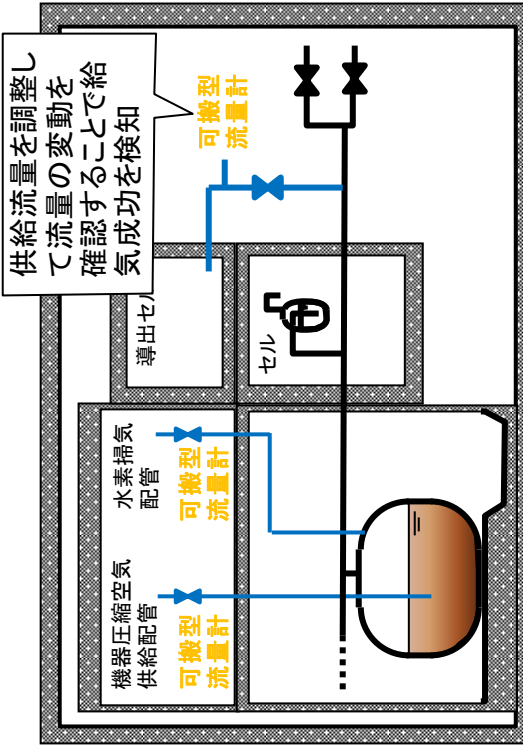 供給流量を調整し
て流量の変動を
確認することで給
気成功を検知
可搬型
流量計
導出セ
セル
水素掃気
配管
可搬型
流量計
機器圧縮空気
供給配管
可搬型
流量計